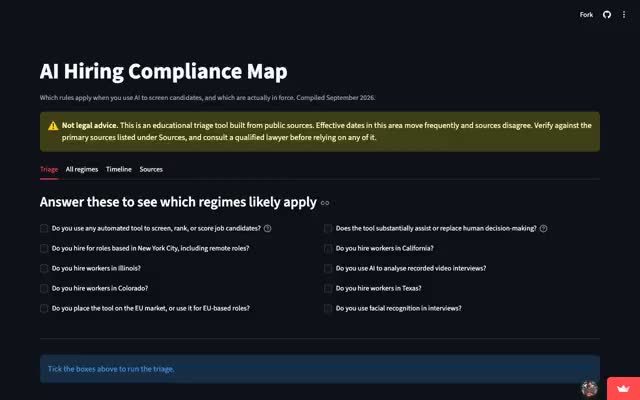 Fork
AI Hiring Compliance Map
Which rules apply when you use AI to screen candidates, and which are actually in force. Compiled September 2026.
Not legal advice. This is an educational triage tool built from public sources. Effective dates in this area move frequently and sources disagree. Verify against the
primary sources listed under Sources, and consult a qualified lawyer before relying on any of it.
Triage All regimes Timeline Sources
Answer these to see which regimes likely apply
Do you use any automated tool to screen, rank, or score job candidates?
Does the tool substantially assist or replace human decision-making?
Do you hire for roles based in New York City, including remote roles?
Do you hire workers in California?
Do you hire workers in Illinois?
Do you use AI to analyse recorded video interviews?
Do you hire workers in Colorado?
Do you hire workers in Texas?
Do you place the tool on the EU market, or use it for EU-based roles?
Do you use facial recognition in interviews?
Tick the boxes above to run the triage.